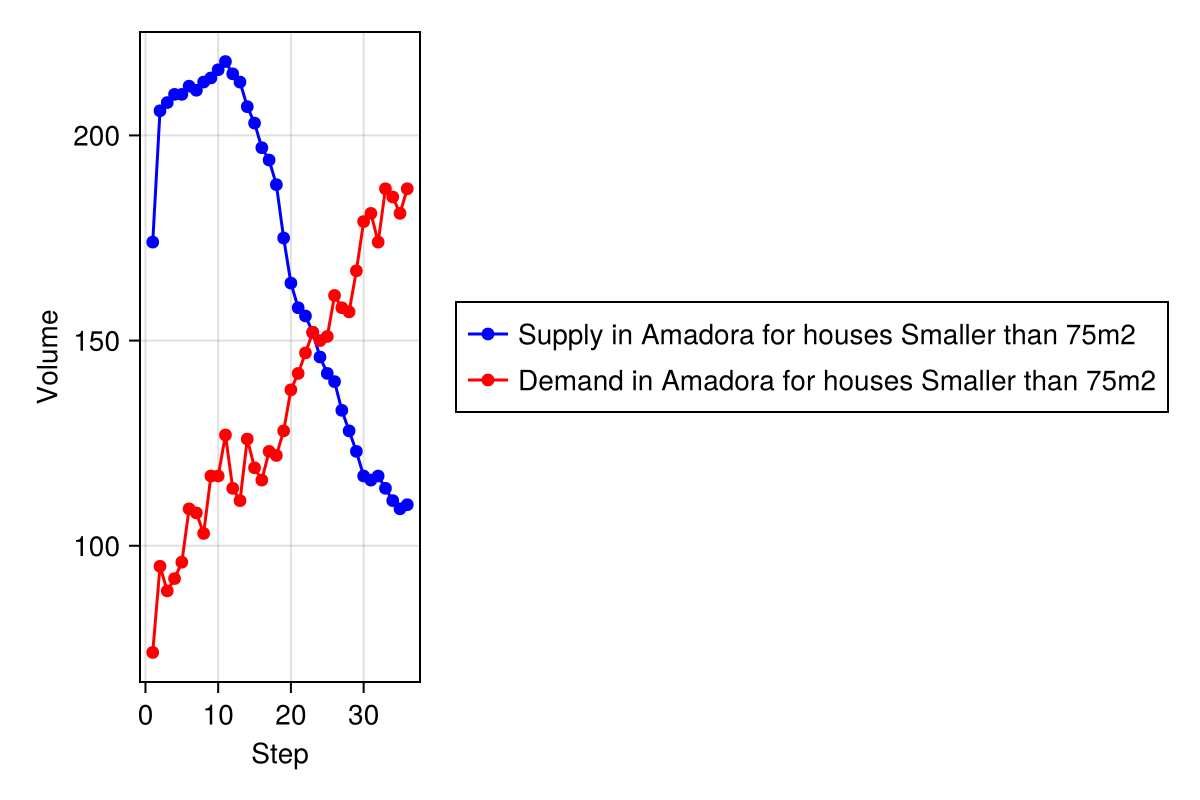 200
150
100
Volume
0 10 20 30
Step
Supply in Amadora for houses Smaller than 75m2
Demand in Amadora for houses Smaller than 75m2